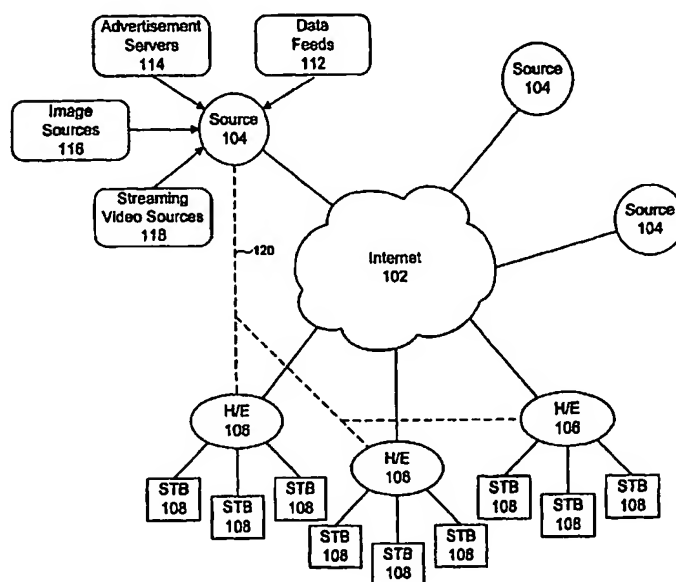 Advertisement
Servers
114
Data
Feeds
112
Source
104
Image
Sources
116
Source
104
Streaming
Video Sources
118
Source
104
120
Internet
102
H/E
106
H/E
106
H/E
106
STB
108
STB
108
STB
108
STB
108
STB
108
STB
108
STB
108
STB
108
STB
108